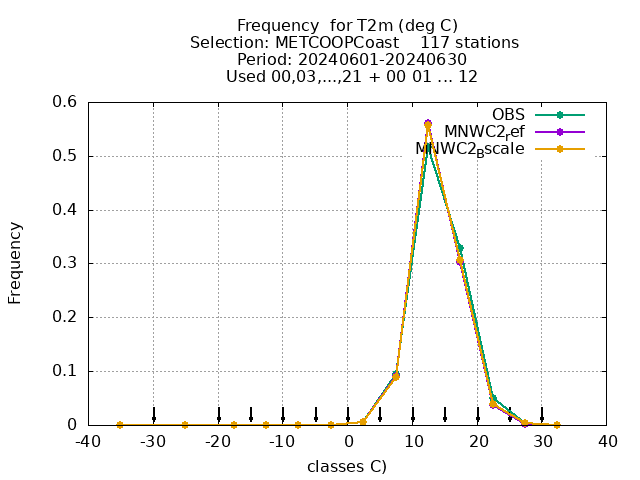 Frequency  for T2m (deg C)
Selection: METCOOPCoast    117 stations
Period: 20240601-20240630
Used 00,03,...,21 + 00 01 ... 12
OBS
MNWC2ref
MNWC2Bscale
Frequency
0.6
0.5
0.4
0.3
0.2
0.1
0
-40 -30 -20 -10 0 10 20 30 40
classes C)